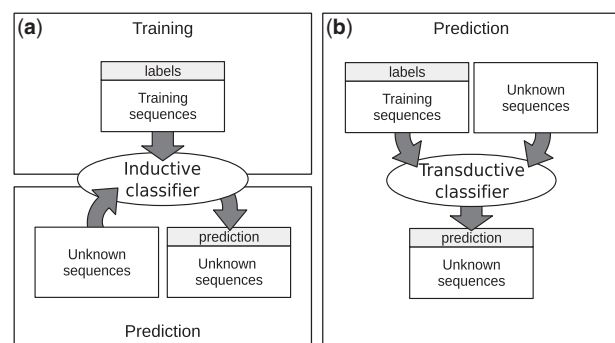 (a)
Training
labels
Training
sequences
Inductive
classifier
Unknown
sequences
prediction
Unknown
sequences
Prediction
(b)
Prediction
labels
Training
sequences
Unknown
sequences
Transductive
classifier
prediction
Unknown
sequences